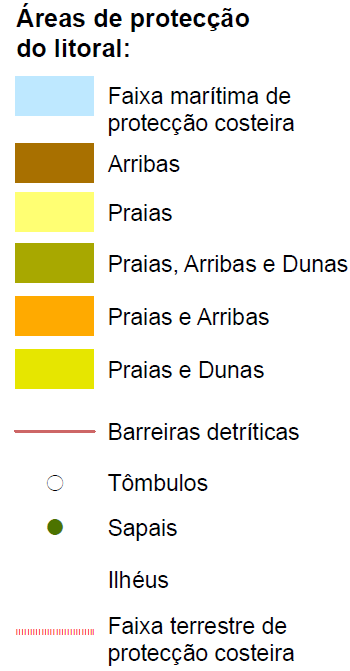 Áreas de protecção
do litoral:
Faixa marítima de
protecção costeira
Arribas
Praias
Praias, Arribas e Dunas
Praias e Arribas
Praias e Dunas
Barreiras detríticas
Tômbulos
Sapais
Ilhéus
Faixa terrestre de
protecção costeira